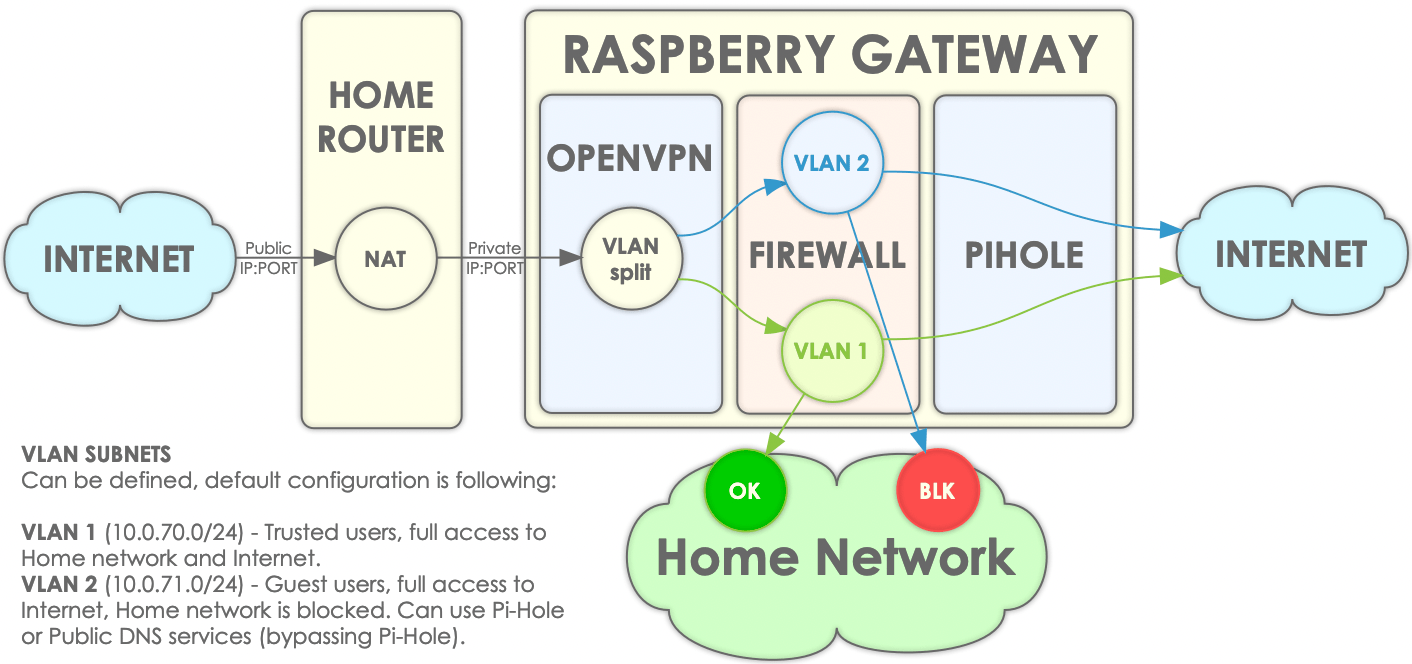 RASPBERRY GATEWAY
HOME
ROUTER
OPENVPN
VLAN 2
FIREWALL
PIHOLE
INTERNET
Public
IP:PORT
NAT
Private
IP:PORT
VLAN
split
INTERNET
VLAN 1
OK
BLK
Home Network
VLAN SUBNETS
Can be defined, default configuration is following:
VLAN 1 (10.0.70.0/24) - Trusted users, full access to
Home network and Internet.
VLAN 2 (10.0.71.0/24) - Guest users, full access to
Internet, Home network is blocked. Can use Pi-Hole
or Public DNS services (bypassing Pi-Hole).